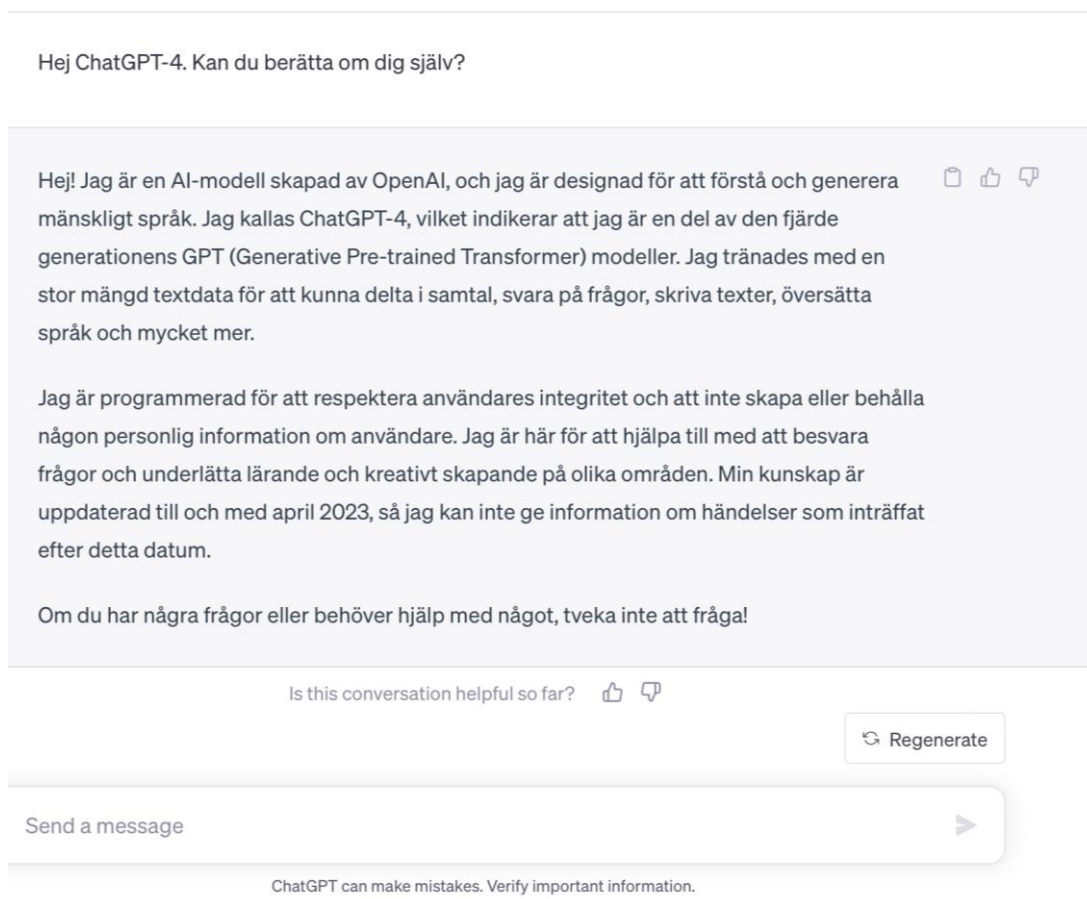 Hej ChatGPT-4. Kan du berätta om dig själv?
Hej! Jag är en AI-modell skapad av OpenAI, och jag är designad för att förstå och generera
mänskligt språk. Jag kallas ChatGPT-4, vilket indikerar att jag är en del av den fjärde
generationens GPT (Generative Pre-trained Transformer) modeller. Jag tränades med en
stor mängd textdata för att kunna delta i samtal, svara på frågor, skriva texter, översätta
språk och mycket mer.
Jag är programmerad för att respektera användares integritet och att inte skapa eller behålla
någon personlig information om användare. Jag är här för att hjälpa till med att besvara
frågor och underlätta lärande och kreativt skapande på olika områden. Min kunskap är
uppdaterad till och med april 2023, så jag kan inte ge information om händelser som inträffat
efter detta datum.
Om du har några frågor eller behöver hjälp med något, tveka inte att fråga!
Is this conversation helpful so far?
Regenerate
Send a message
ChatGPT can make mistakes. Verify important information.